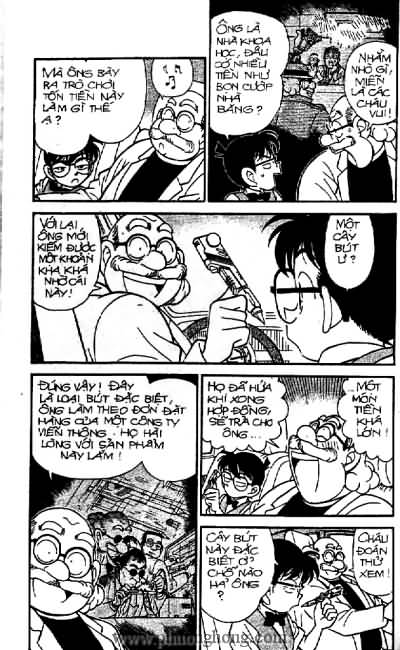 MÀ ÔNG BÀY
RA TRÒ CHƠI
TỐN TIỀN NÀY
LÀM GÌ THẾ
Ạ?
ÔNG LÀ
NHÀ KHOA
HỌC, ĐÂU
CÓ NHIỀU
TIỀN NHƯ
BỌN CƯỚP
NHÀ
BĂNG?
NHẰM
NHÒ GÌ,
MIỄN
LÀ CÁC
CHÁU
VUI!
VỚI LẠI
ÔNG MỚI
KIẾM ĐƯỢC
MỘT KHOẢN
KHA KHÁ
NHỜ CÁI
NÀY!
MỘT
CÂY
BÚT
Ư?
ĐÚNG VẬY! ĐÂY
LÀ LOẠI BÚT ĐẶC BIỆT,
ÔNG LÀM THEO ĐƠN ĐẶT
HÀNG CỦA MỘT CÔNG TY
VIỄN THÔNG.. HỌ HÀI
LÒNG VỚI SẢN PHẨM
NÀY LẮM!
HỌ ĐÃ HỨA
KHI XONG
HỢP ĐỒNG,
SẼ TRẢ CHO
ÔNG...
MỘT
MÓN
TIỀN
KHÁ
LỚN!
CÂY BÚT
NÀY ĐẶC
BIỆT Ở
CHỖ NÀO
HẢ ÔNG
?
CHÁU
ĐOÁN
THỬ
XEM!
www.phuonghong.com